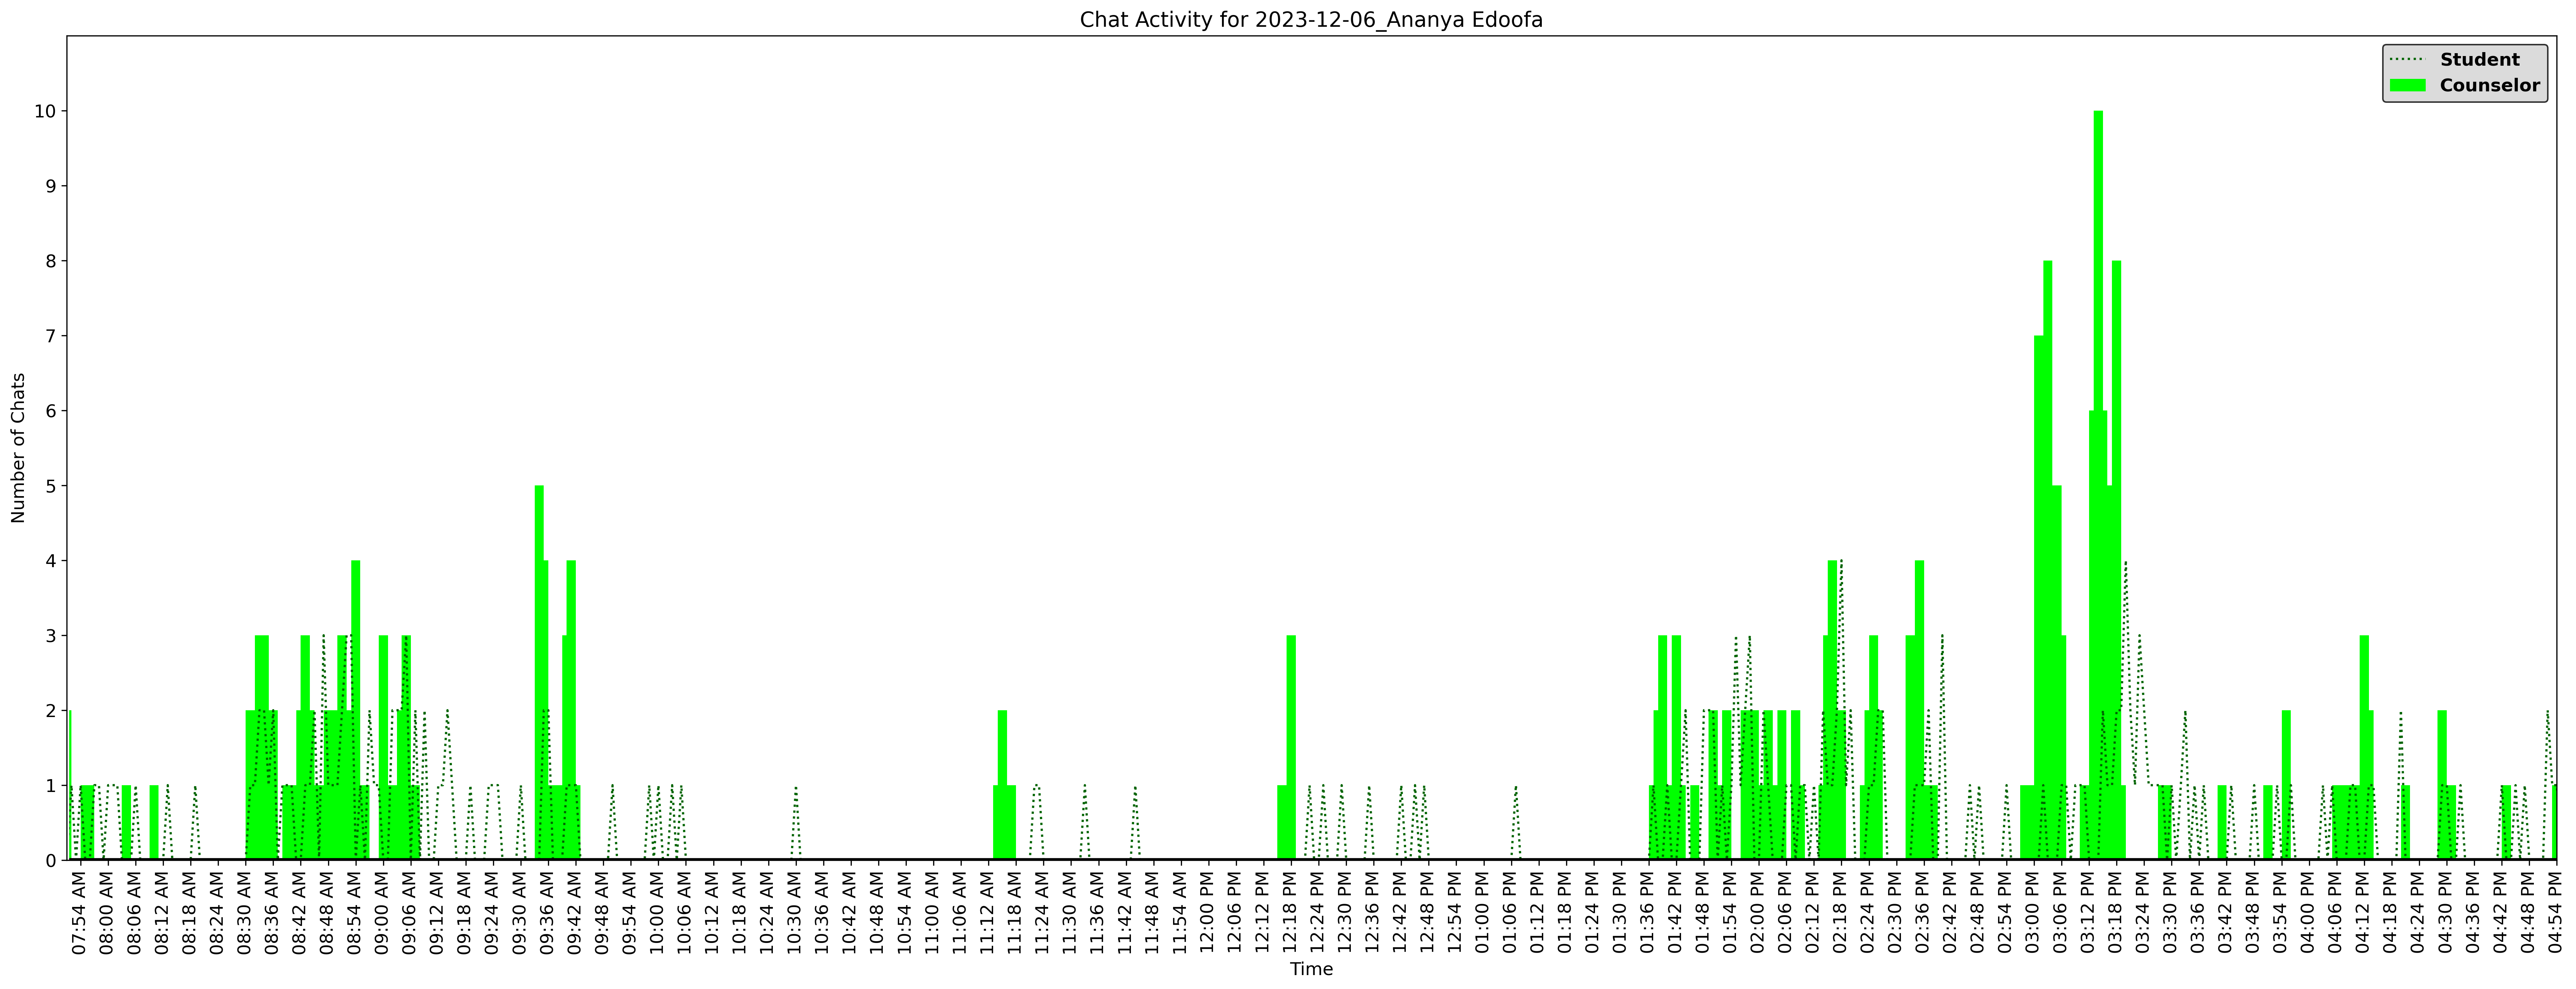 Chat Activity for 2023-12-06_Ananya Edoofa
Student
Counselor
Number of Chats
10
9
8
7
6
5
4
3
2
1
0
07:54 AM
08:00 AM
08:06 AM
08:12 AM
08:18 AM
08:24 AM
08:30 AM
08:36 AM
08:42 AM
08:48 AM
08:54 AM
09:00 AM
09:06 AM
09:12 AM
09:18 AM
09:24 AM
09:30 AM
09:36 AM
09:42 AM
09:48 AM
09:54 AM
10:00 AM
10:06 AM
10:12 AM
10:18 AM
10:24 AM
10:30 AM
10:36 AM
10:42 AM
10:48 AM
10:54 AM
11:00 AM
11:06 AM
11:12 AM
11:18 AM
11:24 AM
11:30 AM
11:36 AM
11:42 AM
11:48 AM
11:54 AM
12:00 PM
12:06 PM
12:12 PM
12:18 PM
12:24 PM
12:30 PM
12:36 PM
12:42 PM
12:48 PM
12:54 PM
01:00 PM
01:06 PM
01:12 PM
01:18 PM
01:24 PM
01:30 PM
01:36 PM
01:42 PM
01:48 PM
01:54 PM
02:00 PM
02:06 PM
02:12 PM
02:18 PM
02:24 PM
02:30 PM
02:36 PM
02:42 PM
02:48 PM
02:54 PM
03:00 PM
03:06 PM
03:12 PM
03:18 PM
03:24 PM
03:30 PM
03:36 PM
03:42 PM
03:48 PM
03:54 PM
04:00 PM
04:06 PM
04:12 PM
04:18 PM
04:24 PM
04:30 PM
04:36 PM
04:42 PM
04:48 PM
04:54 PM
Time